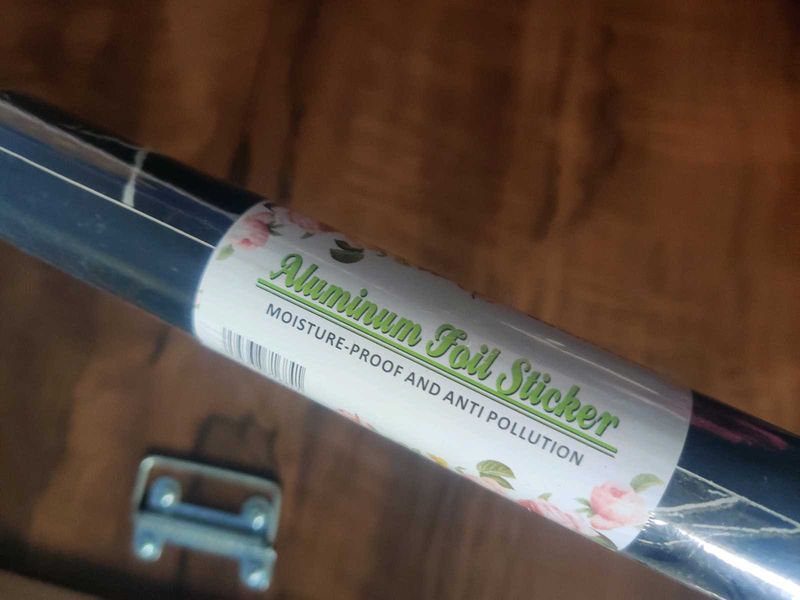 Aluminum Foil Sticker
MOISTURE-PROOF AND ANTI POLLUTION